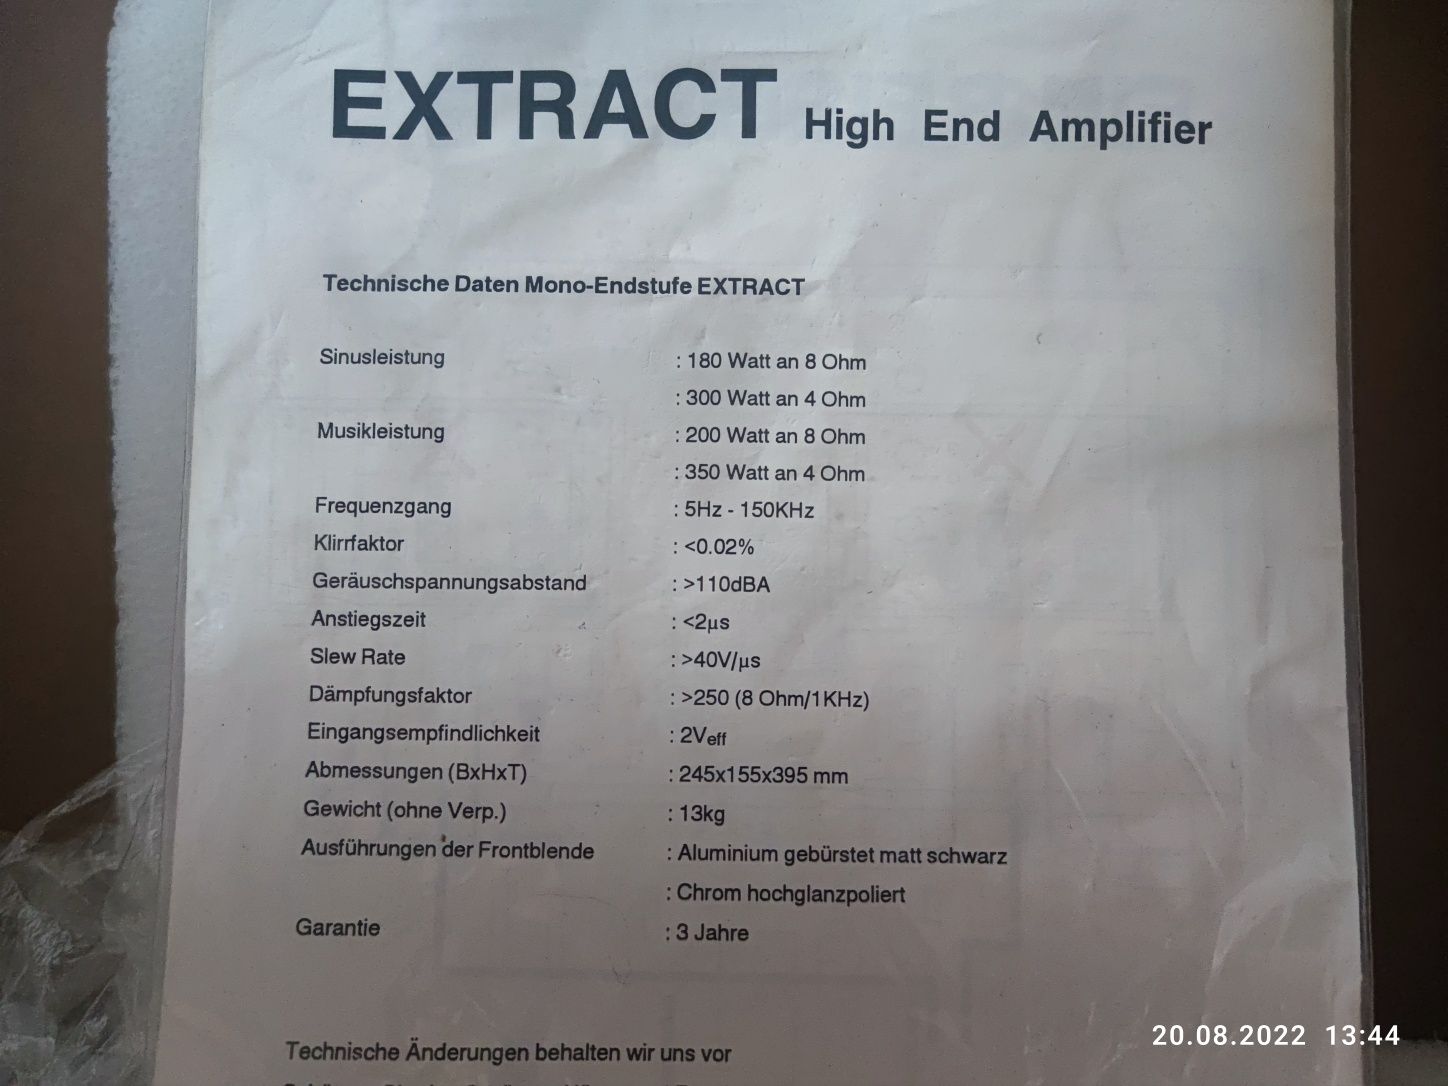 EXTRACT High End Amplifier
Technische Daten Mono-Endstufe EXTRACT
Sinusleistung : 180 Watt an 8 Ohm
: 300 Watt an 4 Ohm
Musikleistung : 200 Watt an 8 Ohm
: 350 Watt an 4 Ohm
Frequenzgang : 5Hz - 150KHz
Klirrfaktor : <0.02%
Geräuschspannungsabstand : >110dBA
Anstiegszeit : <2µs
Slew Rate : >40V/µs
Dämpfungsfaktor : >250 (8 Ohm/1KHz)
Eingangsempfindlichkeit : 2Veff
Abmessungen (BxHxT) : 245x155x395 mm
Gewicht (ohne Verp.) : 13kg
Ausführungen der Frontblende : Aluminium gebürstet matt schwarz
: Chrom hochglanzpoliert
Garantie : 3 Jahre
Technische Änderungen behalten wir uns vor
20.08.2022 13:44